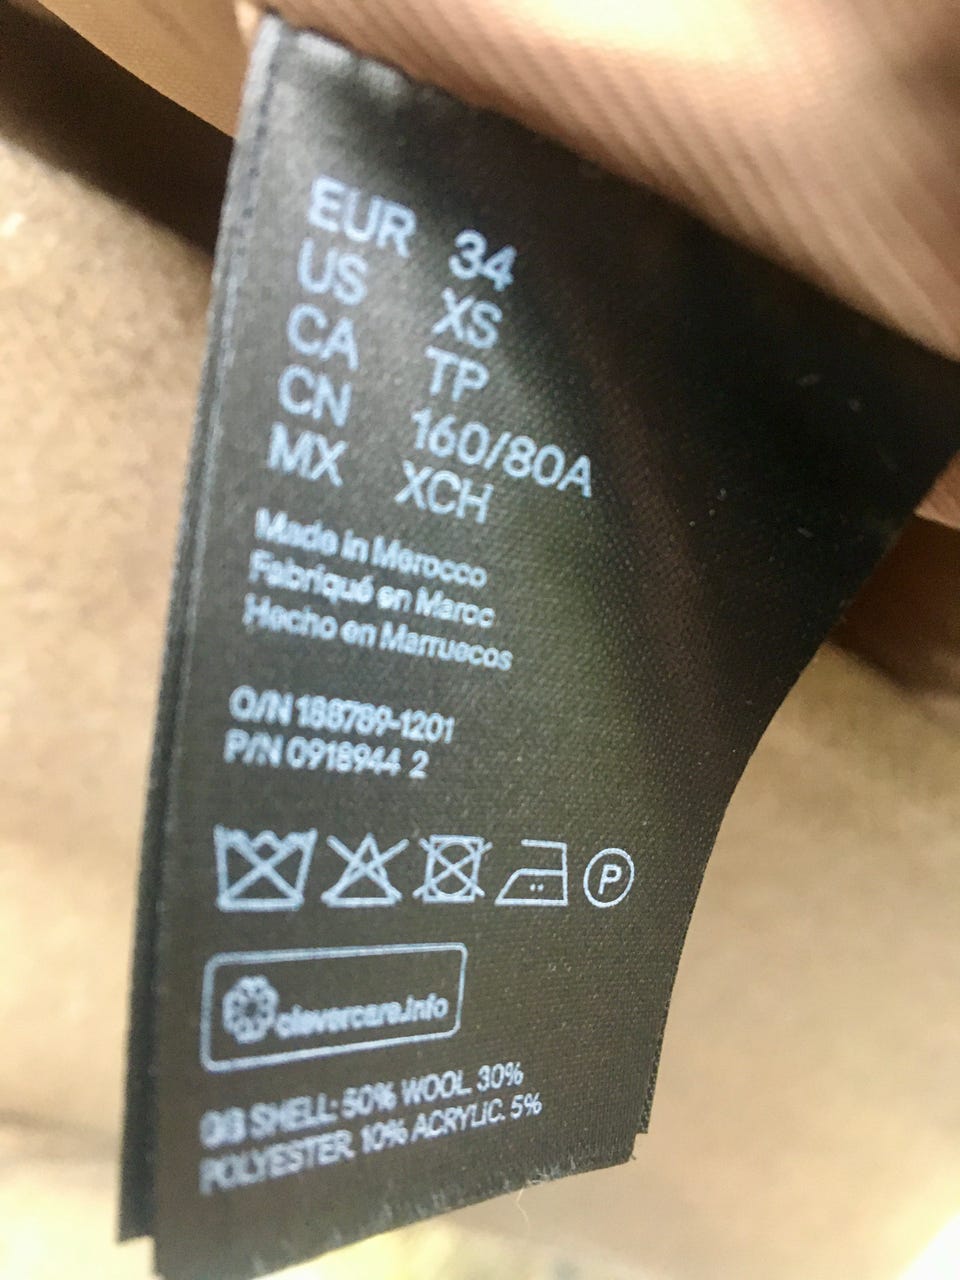 EUR 34
US XS
CA TP
CN 160/80A
MX XCH
Made in Morocco
Fabriqué en Maroc
Hecho en Marruecos
O/N 188789-1201
P/N 0918944 2
P
clevercare.info
GB SHELL: 50% WOOL 30%
POLYESTER, 10% ACRYLIC. 5%